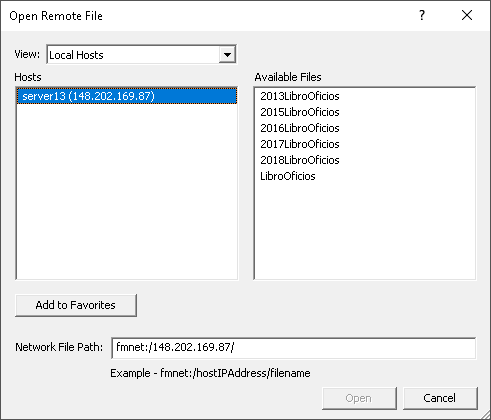 Open Remote File
View: Local Hosts
Hosts
server13 (148.202.169.87)
Available Files
2013LibroOficios
2015LibroOficios
2016LibroOficios
2017LibroOficios
2018LibroOficios
LibroOficios
Add to Favorites
Network File Path: fmnet:/148.202.169.87/
Example - fmnet:/hostIPAddress/filename
Open Cancel